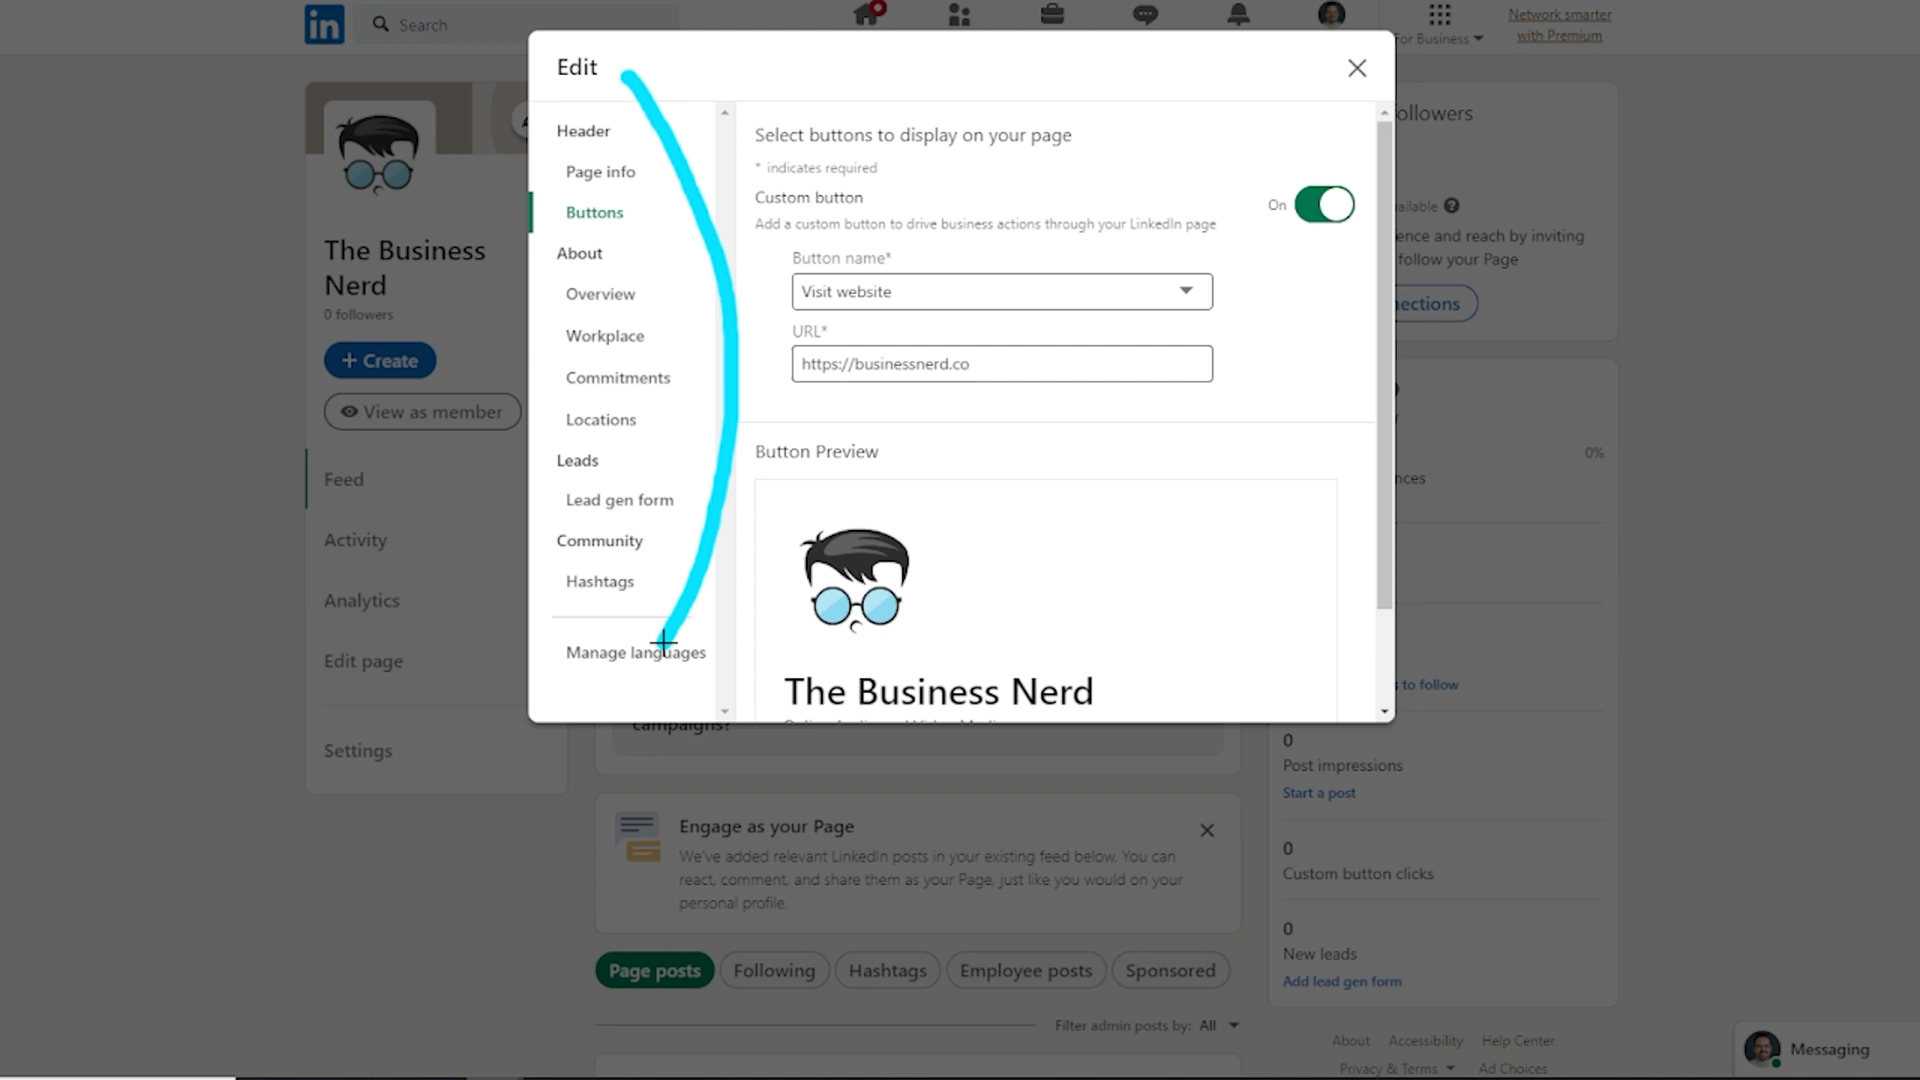 in
Search
For Business
Network smarter
with Premium
Edit
Header
Page info
Buttons
About
Overview
Workplace
Commitments
Locations
Leads
Lead gen form
Community
Hashtags
Manage languages
Select buttons to display on your page
* indicates required
Custom button
On
Add a custom button to drive business actions through your LinkedIn page
Button name*
Visit website
URL*
https://businessnerd.co
Button Preview
The Business Nerd
The Business
Nerd
0 followers
+ Create
View as member
Feed
Activity
Analytics
Edit page
Settings
campaigns?
Engage as your Page
We've added relevant LinkedIn posts in your existing feed below. You can
react, comment, and share them as your Page, just like you would on your
personal profile.
Page posts
Following
Hashtags
Employee posts
Sponsored
Filter admin posts by: All
ollowers
ailable
ence and reach by inviting
follow your Page
nections
0%
nces
s to follow
0
Post impressions
Start a post
0
Custom button clicks
0
New leads
Add lead gen form
About
Accessibility
Help Center
Privacy & Terms
Ad Choices
Messaging